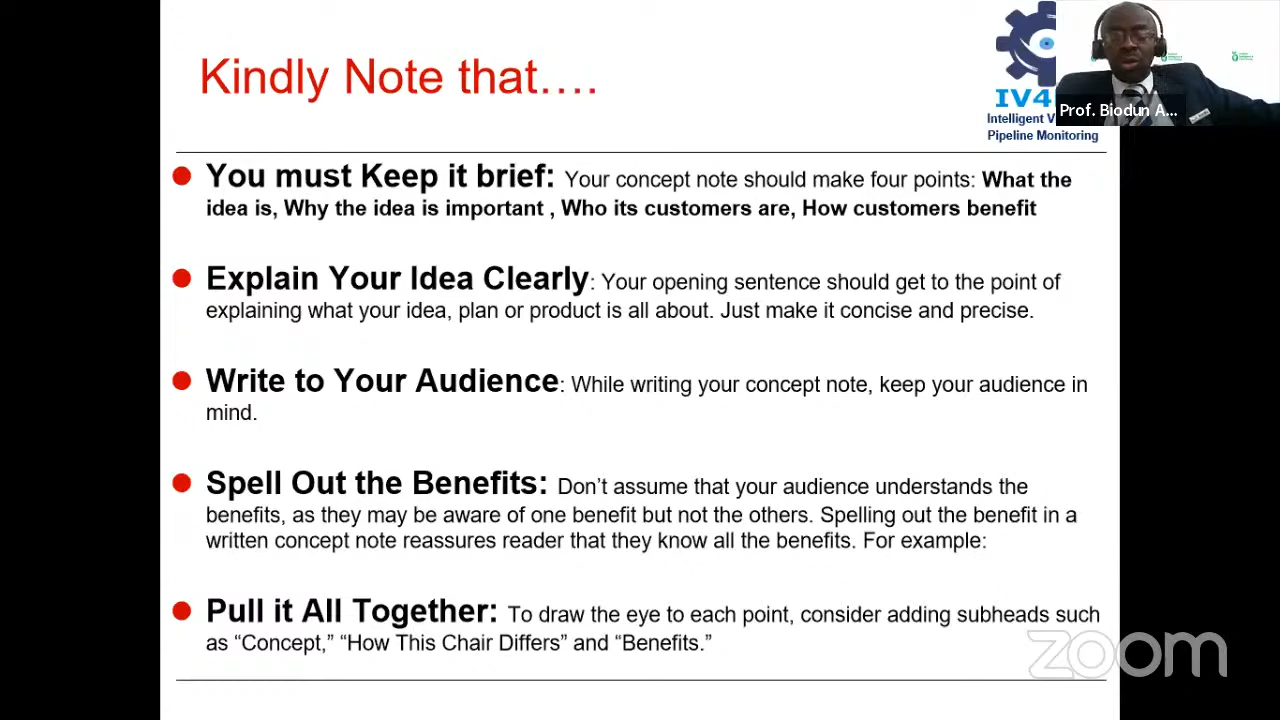 Kindly Note that….
IV4
Intelligent V
Pipeline Monitoring
Prof. Biodun A...
You must Keep it brief: Your concept note should make four points: What the
idea is, Why the idea is important , Who its customers are, How customers benefit
Explain Your Idea Clearly: Your opening sentence should get to the point of
explaining what your idea, plan or product is all about. Just make it concise and precise.
Write to Your Audience: While writing your concept note, keep your audience in
mind.
Spell Out the Benefits: Don’t assume that your audience understands the
benefits, as they may be aware of one benefit but not the others. Spelling out the benefit in a
written concept note reassures reader that they know all the benefits. For example:
Pull it All Together: To draw the eye to each point, consider adding subheads such
as “Concept,” “How This Chair Differs” and “Benefits.”
zoom